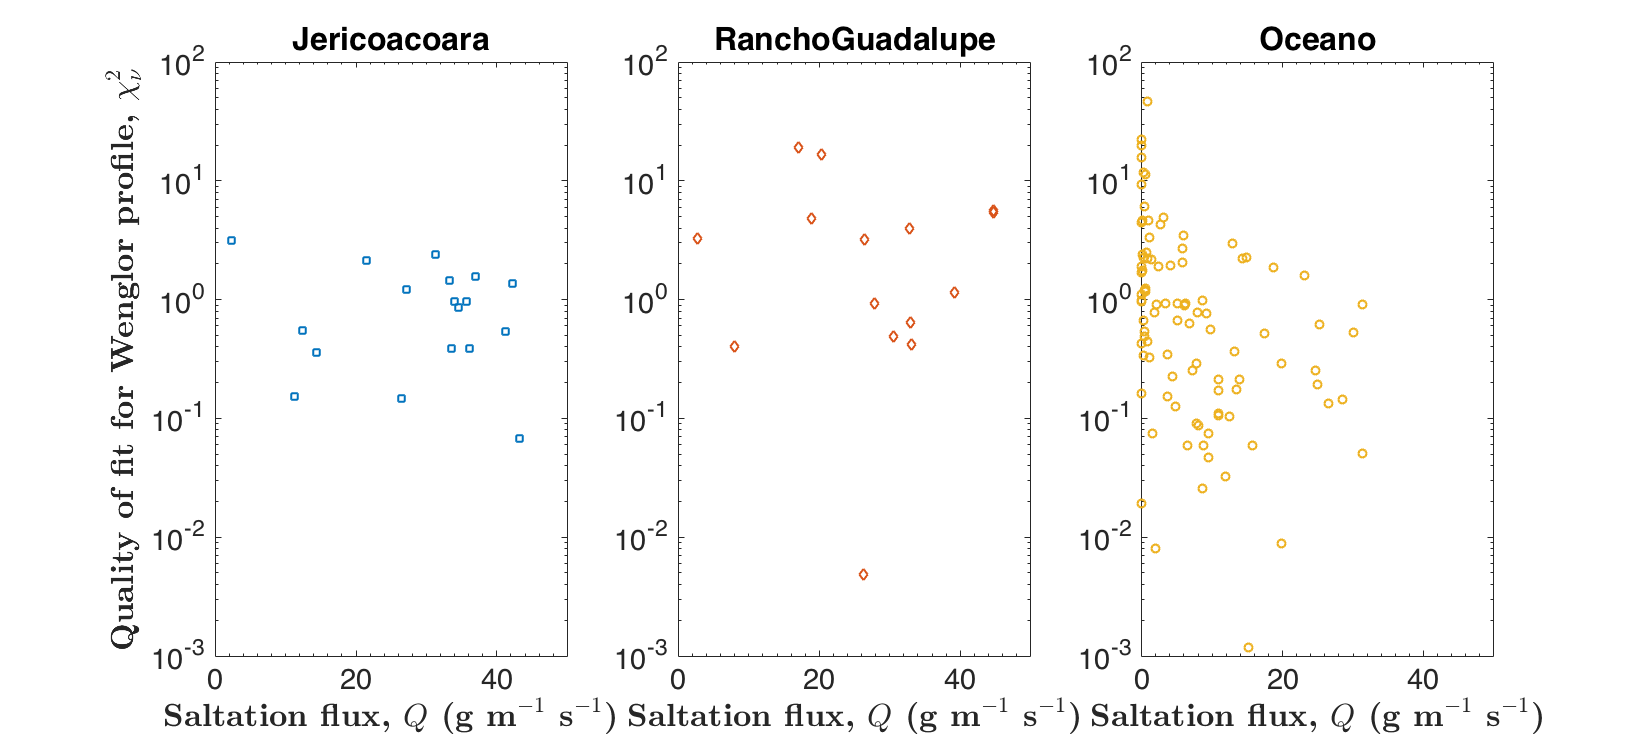 Jericoacoara RanchoGuadalupe Oceano
Quality of fit for Wenglor profile, χ²ᵥ
10² 10² 10²
10¹ 10¹ 10¹
10⁰ 10⁰ 10⁰
10⁻¹ 10⁻¹ 10⁻¹
10⁻² 10⁻² 10⁻²
10⁻³ 10⁻³ 10⁻³
0 20 40 0 20 40 0 20 40
Saltation flux, Q (g m⁻¹ s⁻¹) Saltation flux, Q (g m⁻¹ s⁻¹) Saltation flux, Q (g m⁻¹ s⁻¹)